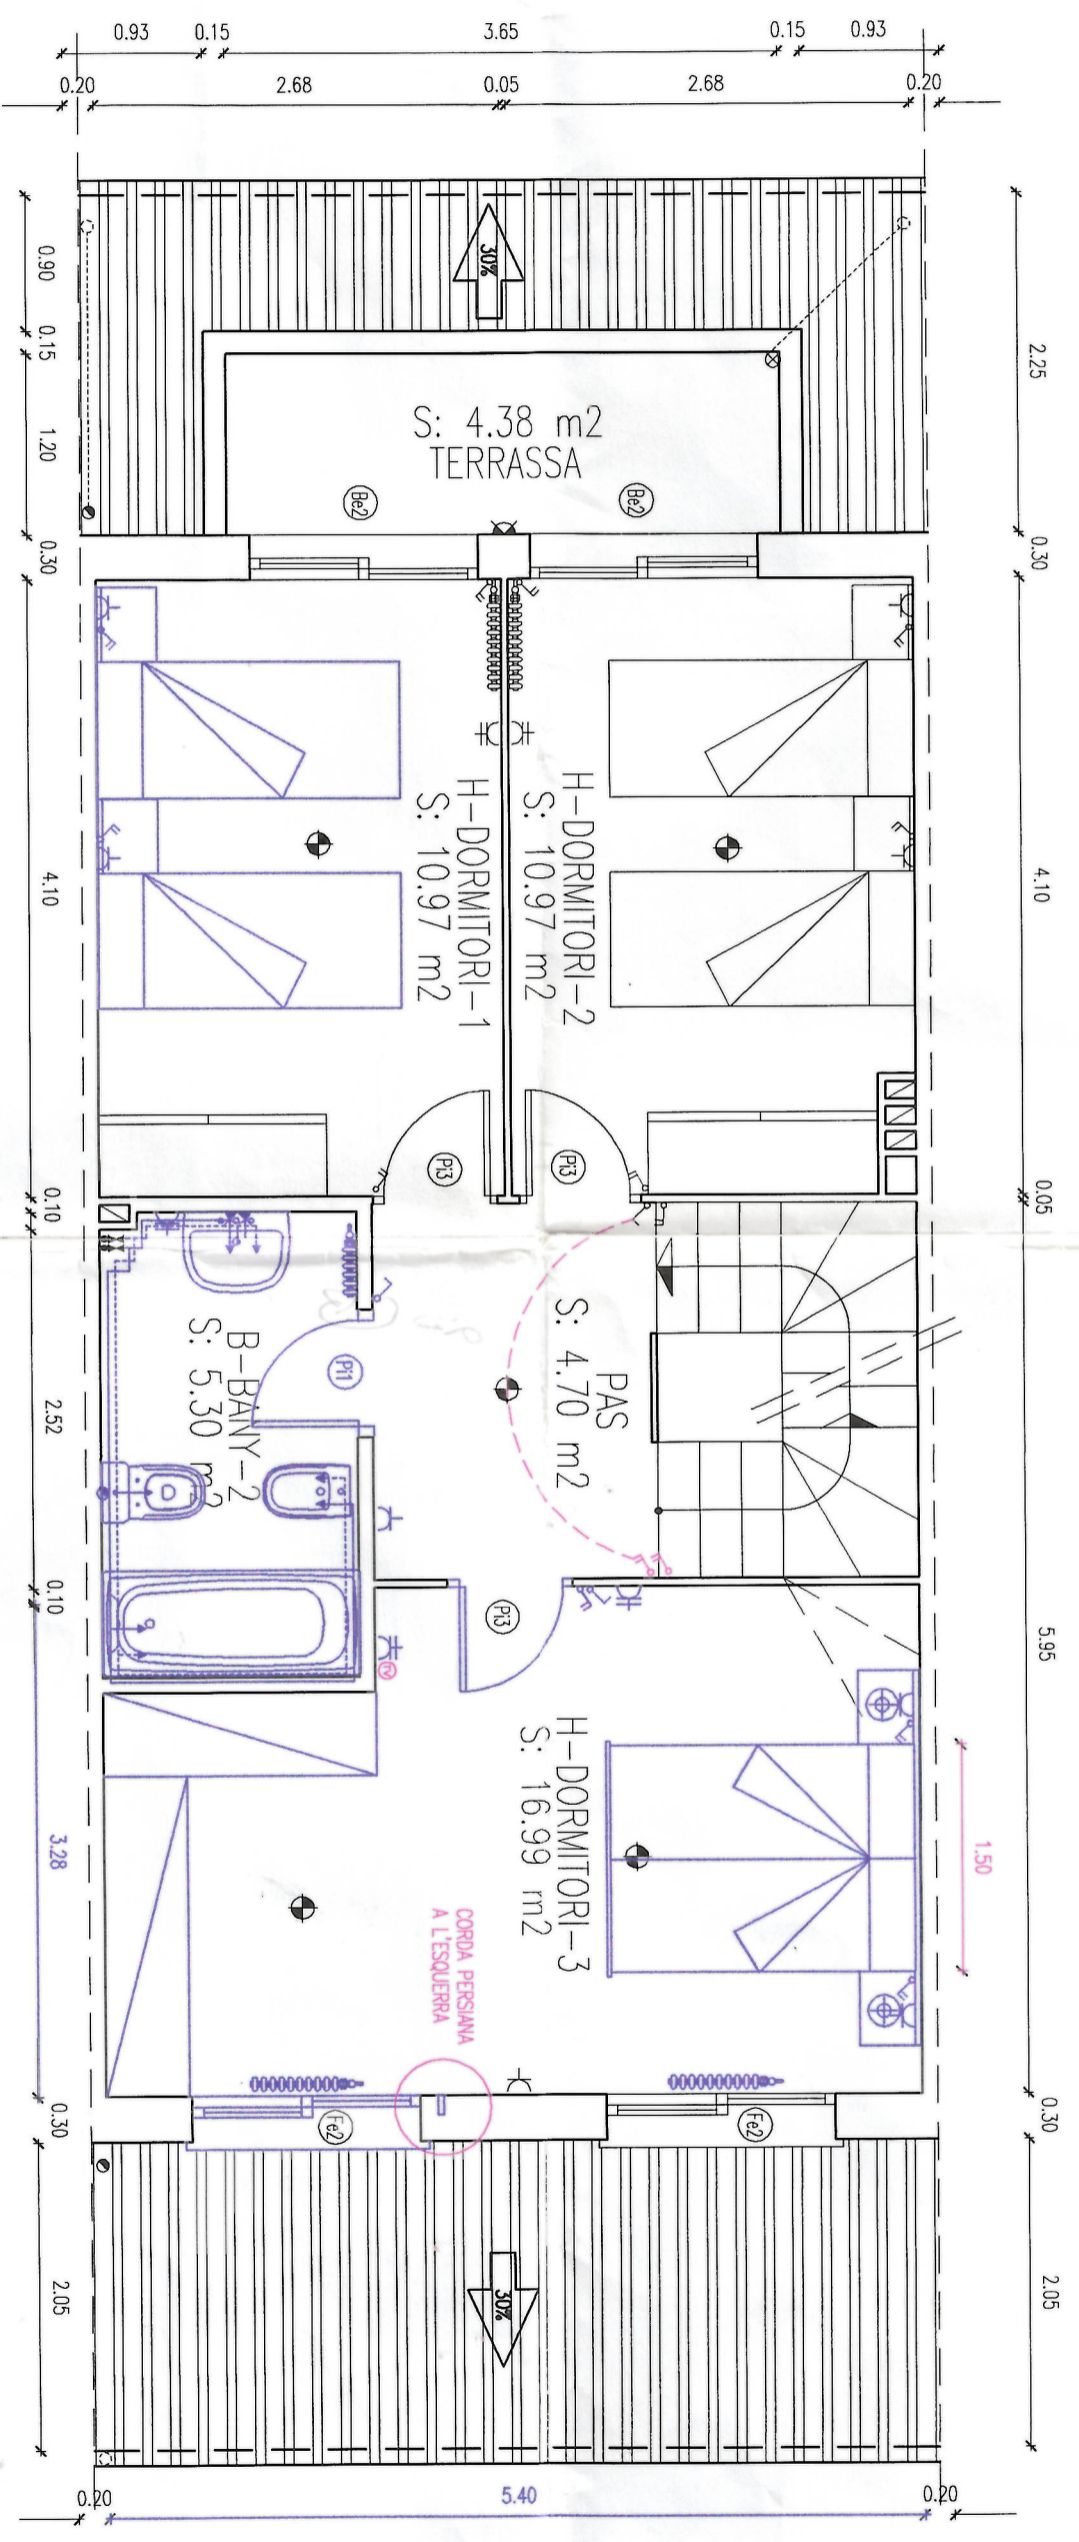 0.93 0.15 3.65 0.15 0.93
0.20 2.68 0.05 2.68 0.20
30%
0.90
0.15
1.20
0.30
4.10
0.10
2.52
0.10
3.28
0.30
2.05
2.25
0.30
4.10
0.05
5.95
0.30
2.05
S: 4.38 m2
TERRASSA
Be2
Be2
H-DORMITORI-2
S: 10.97 m2
H-DORMITORI-1
S: 10.97 m2
Pi3
Pi3
PAS
S: 4.70 m2
Pi1
B-BANY-2
S: 5.30 m2
Pi3
TV
H-DORMITORI-3
S: 16.99 m2
1.50
CORDA PERSIANA
A L'ESQUERRA
Fe2
Fe2
30%
0.20 5.40 0.20